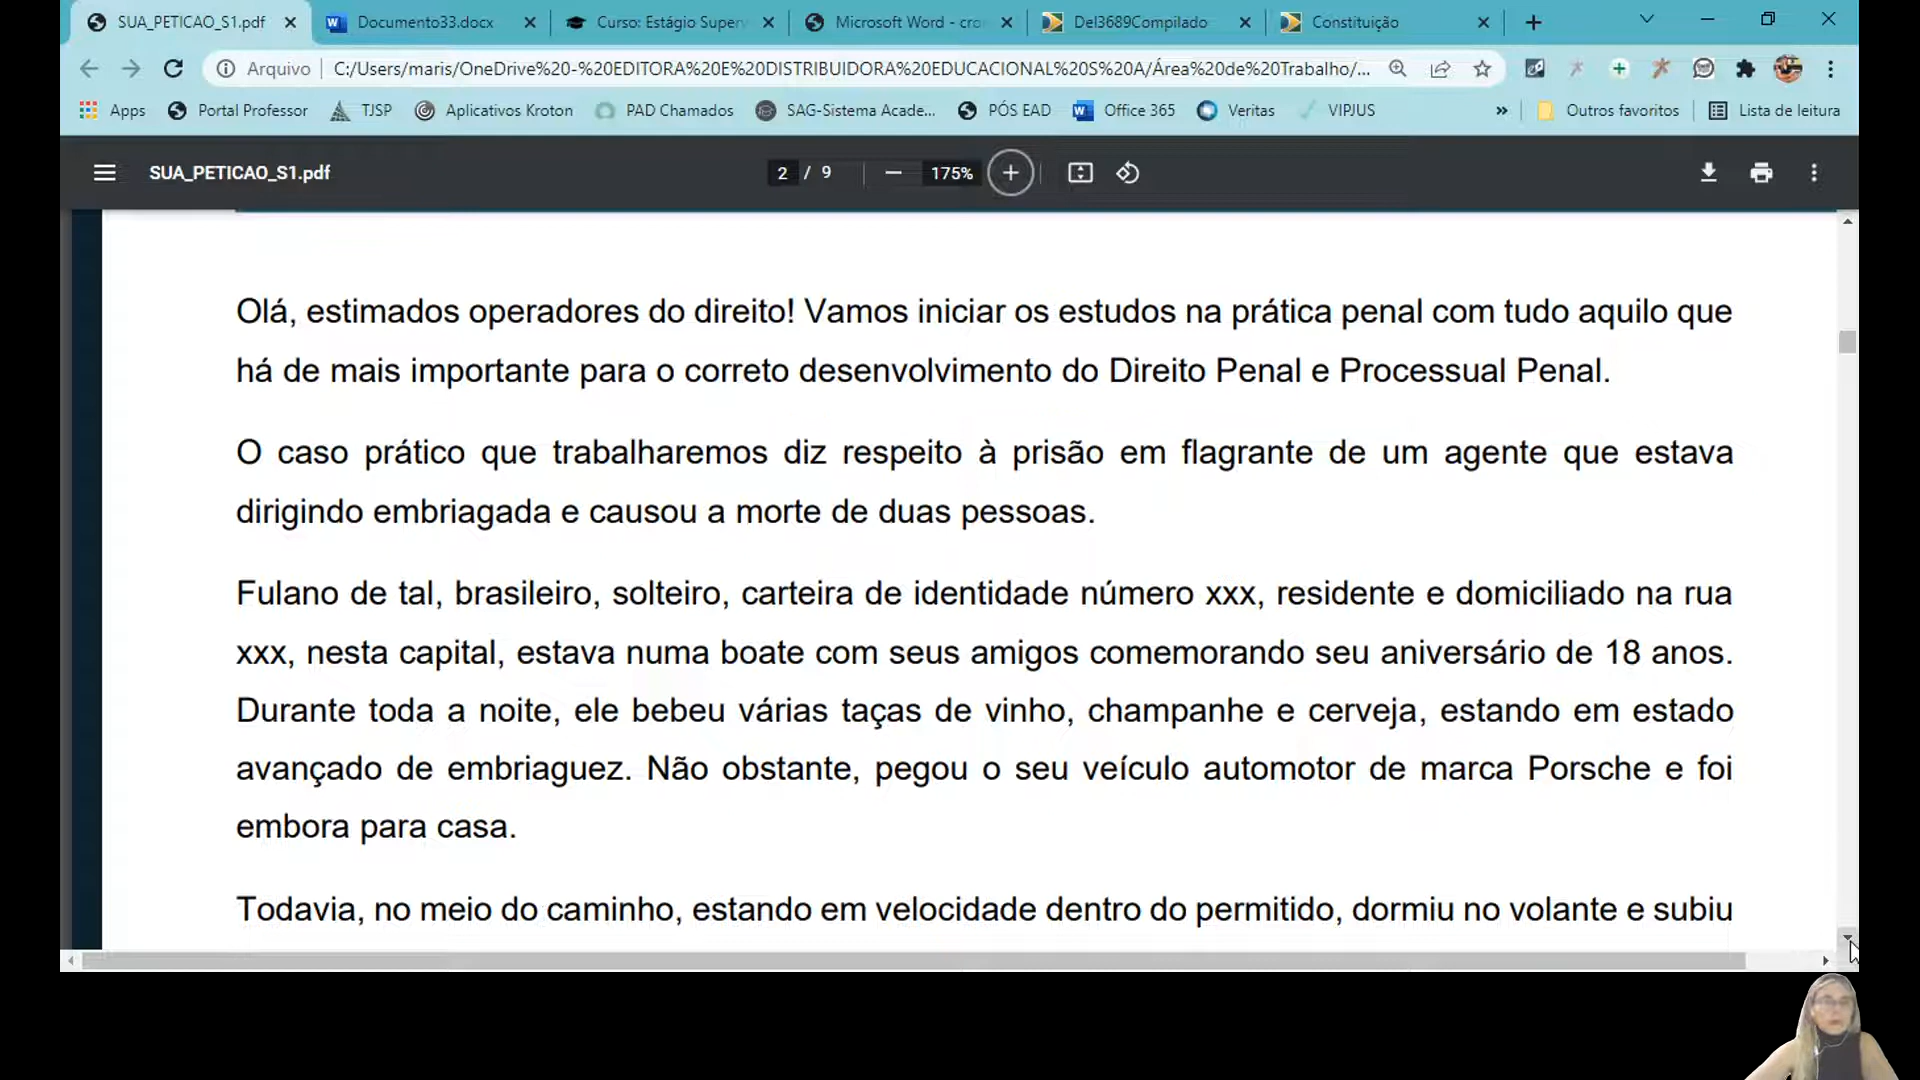 SUA_PETICAO_S1.pdf
Documento33.docx
Curso: Estágio Superv
Microsoft Word - cro
Del3689Compilado
Constituição
Arquivo
C:/Users/maris/OneDrive%20-%20EDITORA%20E%20DISTRIBUIDORA%20EDUCACIONAL%20S%20A/Área%20de%20Trabalho/...
Apps
Portal Professor
TJSP
Aplicativos Kroton
PAD Chamados
SAG-Sistema Acade...
PÓS EAD
Office 365
Veritas
VIPJUS
»
Outros favoritos
Lista de leitura
SUA_PETICAO_S1.pdf
2 / 9
175%
Olá, estimados operadores do direito! Vamos iniciar os estudos na prática penal com tudo aquilo que
há de mais importante para o correto desenvolvimento do Direito Penal e Processual Penal.
O caso prático que trabalharemos diz respeito à prisão em flagrante de um agente que estava
dirigindo embriagada e causou a morte de duas pessoas.
Fulano de tal, brasileiro, solteiro, carteira de identidade número xxx, residente e domiciliado na rua
xxx, nesta capital, estava numa boate com seus amigos comemorando seu aniversário de 18 anos.
Durante toda a noite, ele bebeu várias taças de vinho, champanhe e cerveja, estando em estado
avançado de embriaguez. Não obstante, pegou o seu veículo automotor de marca Porsche e foi
embora para casa.
Todavia, no meio do caminho, estando em velocidade dentro do permitido, dormiu no volante e subiu